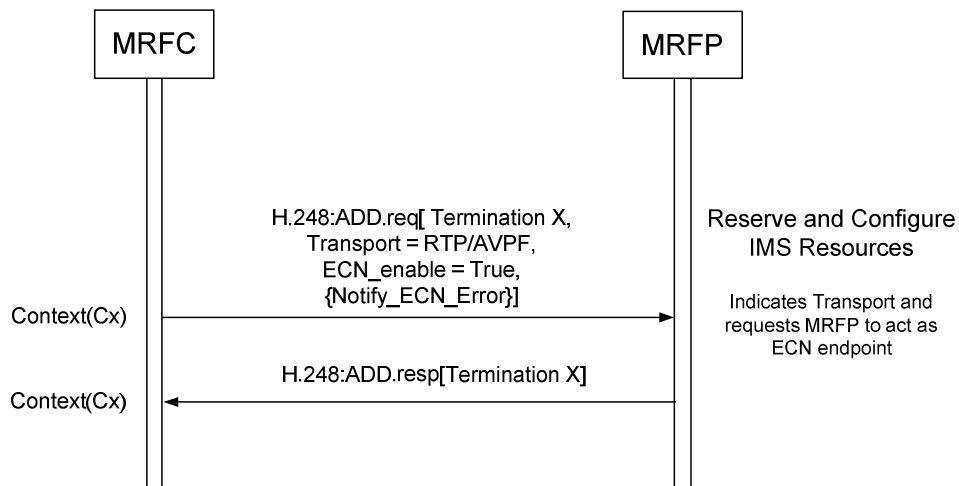 MRFC
MRFP
H.248:ADD.req[ Termination X,
Transport = RTP/AVPF,
ECN_enable = True,
{Notify_ECN_Error}]
Reserve and Configure
IMS Resources
Indicates Transport and
requests MRFP to act as
ECN endpoint
Context(Cx)
H.248:ADD.resp[Termination X]
Context(Cx)